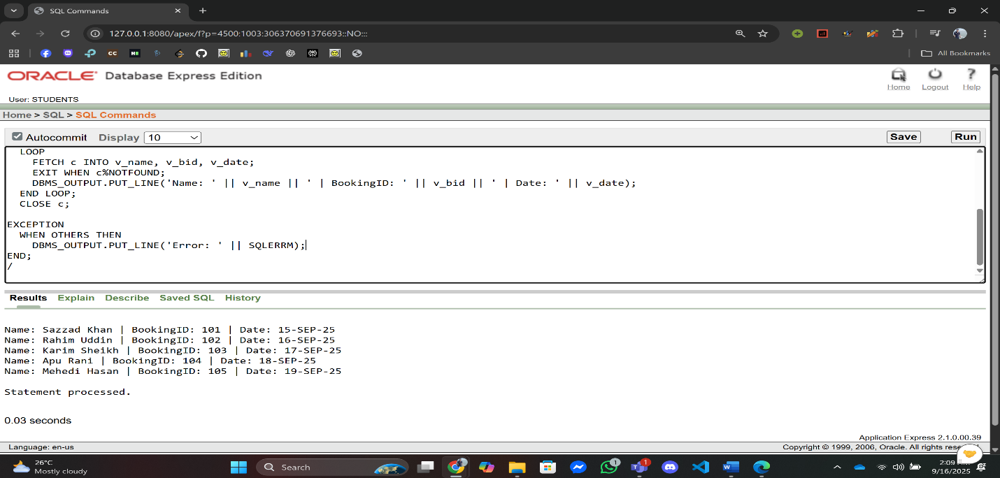 SQL Commands
127.0.0.1:8080/apex/f?p=4500:1003:306370691376693::NO:::
All Bookmarks
ORACLE Database Express Edition
Home Logout Help
User: STUDENTS
Home > SQL > SQL Commands
Autocommit Display 10 Save Run
LOOP
FETCH c INTO v_name, v_bid, v_date;
EXIT WHEN c%NOTFOUND;
DBMS_OUTPUT.PUT_LINE('Name: ' || v_name || ' | BookingID: ' || v_bid || ' | Date: ' || v_date);
END LOOP;
CLOSE c;
EXCEPTION
WHEN OTHERS THEN
DBMS_OUTPUT.PUT_LINE('Error: ' || SQLERRM);
END;
/
Results Explain Describe Saved SQL History
Name: Sazzad Khan | BookingID: 101 | Date: 15-SEP-25
Name: Rahim Uddin | BookingID: 102 | Date: 16-SEP-25
Name: Karim Sheikh | BookingID: 103 | Date: 17-SEP-25
Name: Apu Rani | BookingID: 104 | Date: 18-SEP-25
Name: Mehedi Hasan | BookingID: 105 | Date: 19-SEP-25
Statement processed.
0.03 seconds
Application Express 2.1.0.00.39
Language: en-us
Copyright © 1999, 2006, Oracle. All rights
26°C
Mostly cloudy
Search
1
1
2:09
9/16/2025